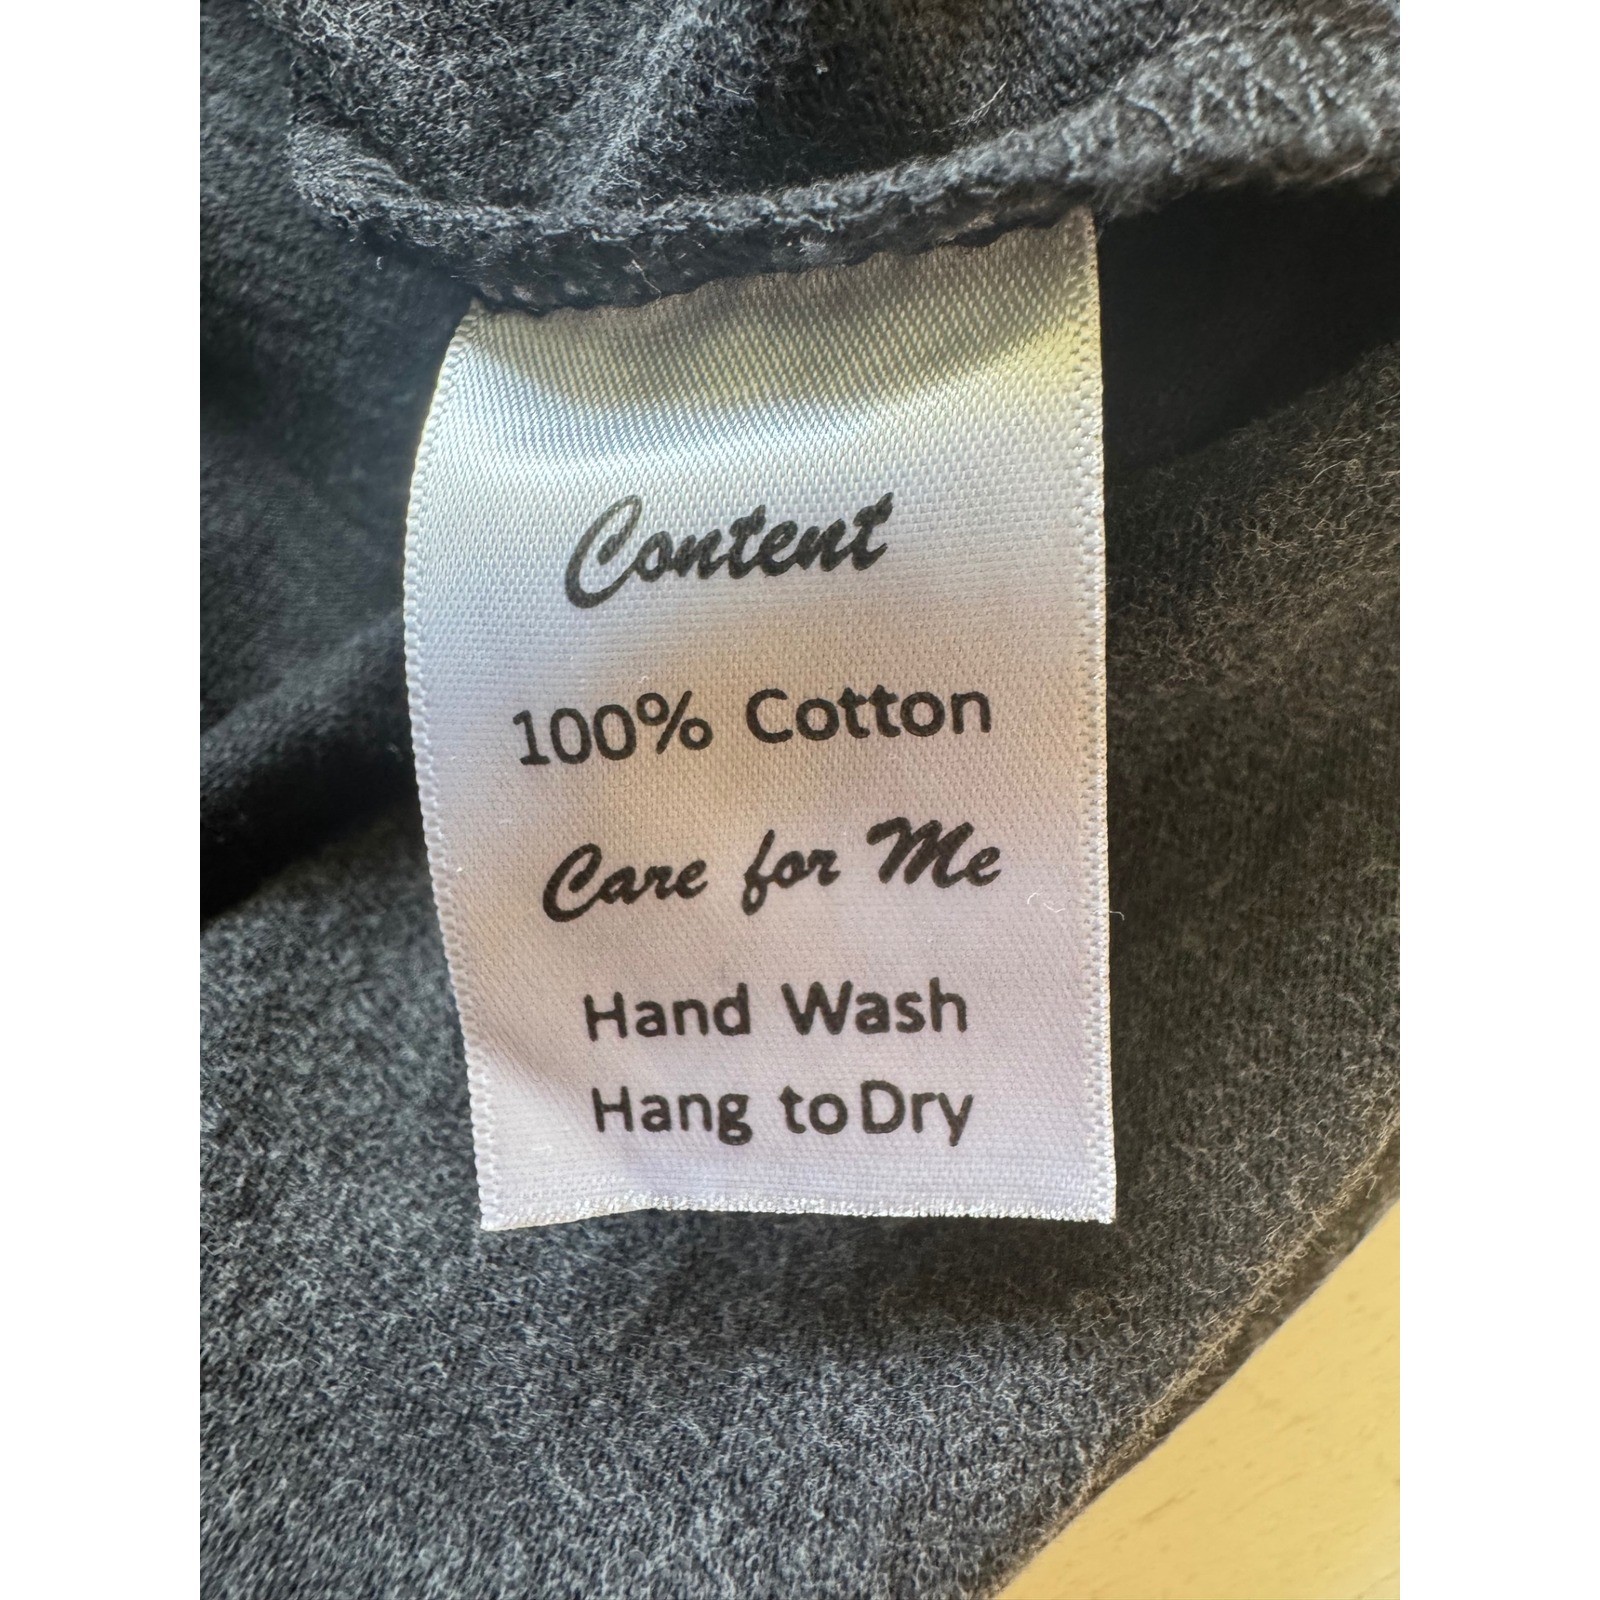 Content
100% Cotton
Care for Me
Hand Wash
Hang to Dry